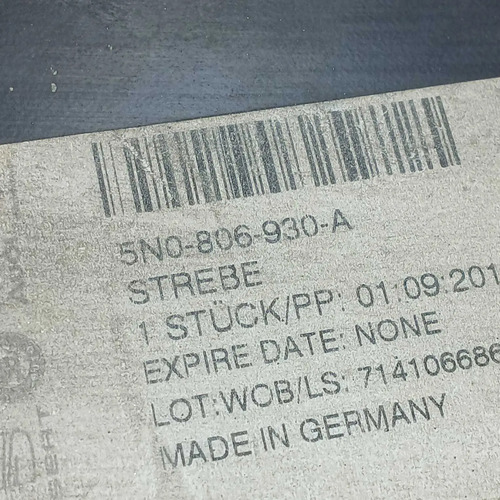 5N0-806-930-A
STREBE
1 STÜCK/PP: 01:09:201
EXPIRE DATE: NONE
LOT:WOB/LS: 714106686
MADE IN GERMANY
SEAT